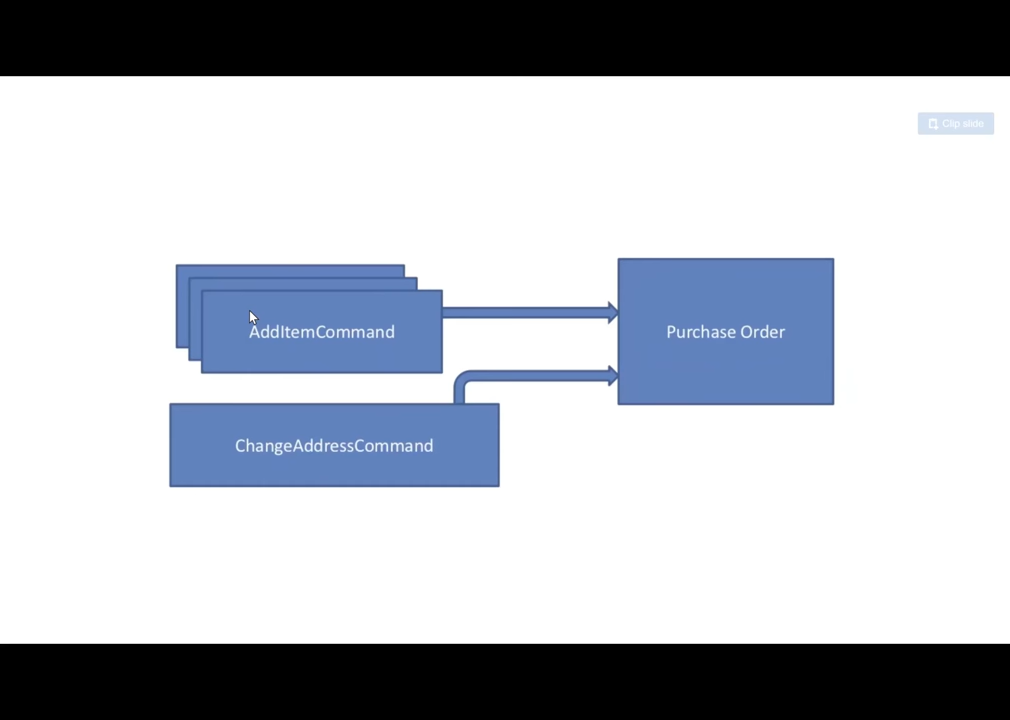 Clip slide
AddItemCommand
Purchase Order
ChangeAddressCommand